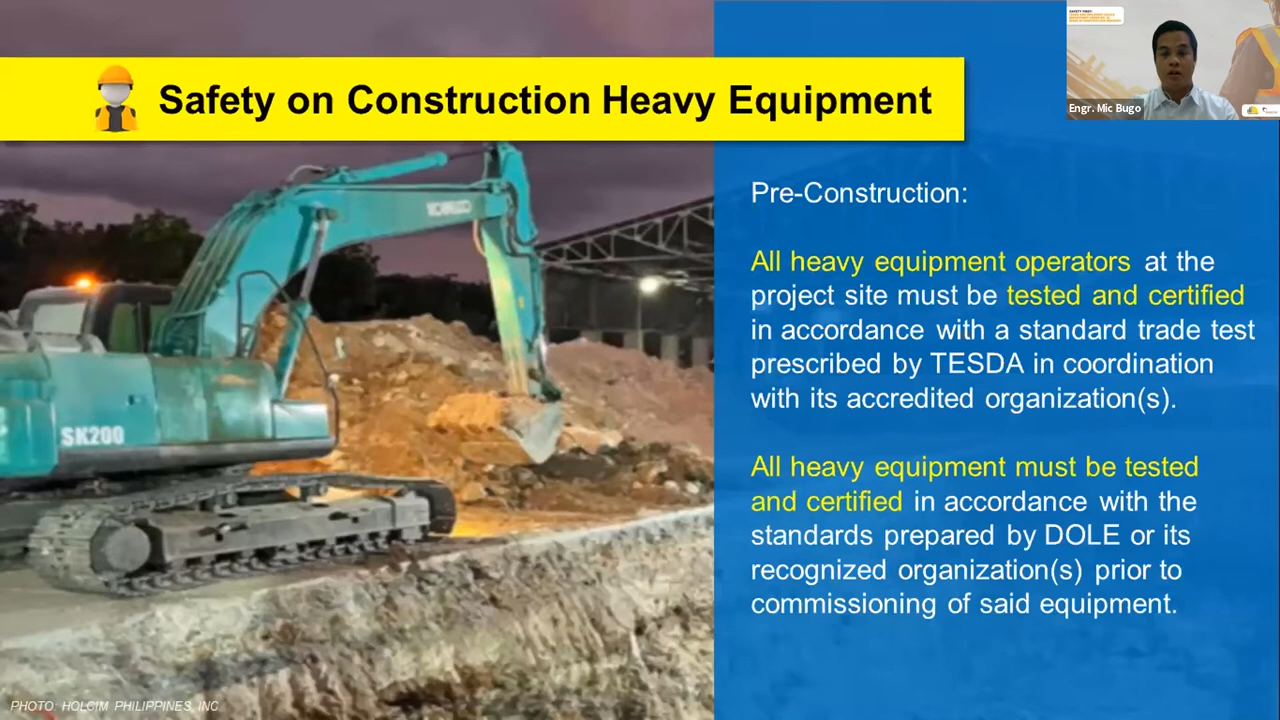 Safety on Construction Heavy Equipment
Engr. Mic Bugo
Pre-Construction:
All heavy equipment operators at the
project site must be tested and certified
in accordance with a standard trade test
prescribed by TESDA in coordination
with its accredited organization(s).
All heavy equipment must be tested
and certified in accordance with the
standards prepared by DOLE or its
recognized organization(s) prior to
commissioning of said equipment.
KOBELCO
SK200
PHOTO: HOLCIM PHILIPPINES, INC